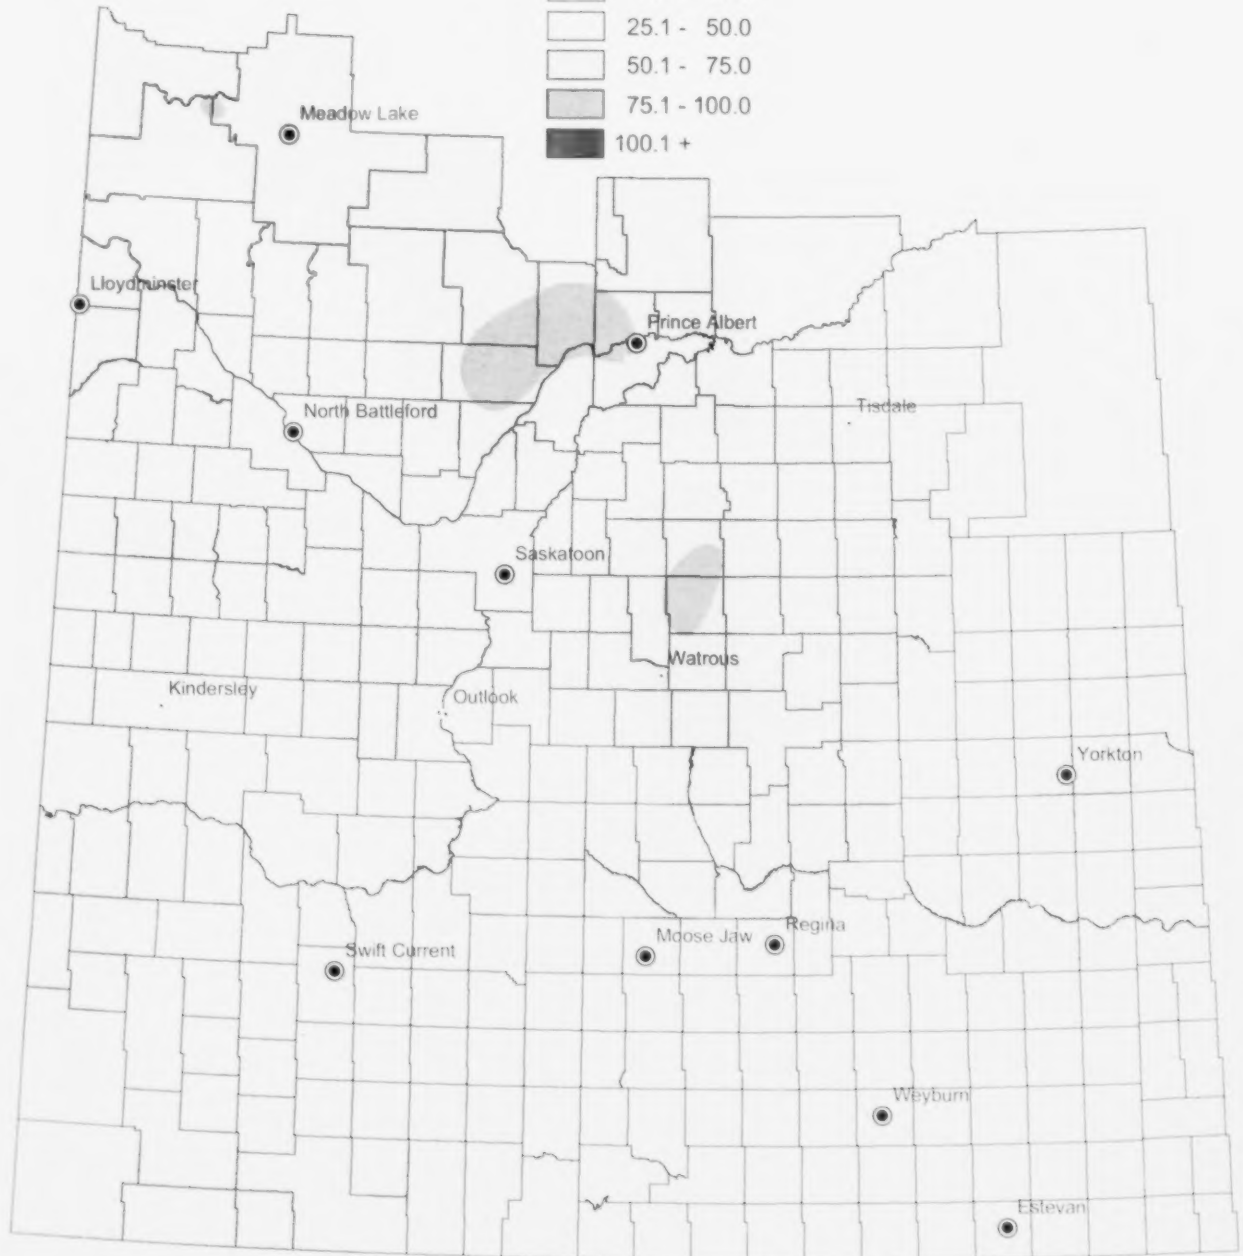 25.1 - 50.0
50.1 - 75.0
75.1 - 100.0
100.1 +
Meadow Lake
Lloydminster
Prince Albert
North Battleford
Tisdale
Saskatoon
Watrous
Kindersley
Outlook
Yorkton
Regina
Moose Jaw
Swift Current
Weyburn
Estevan